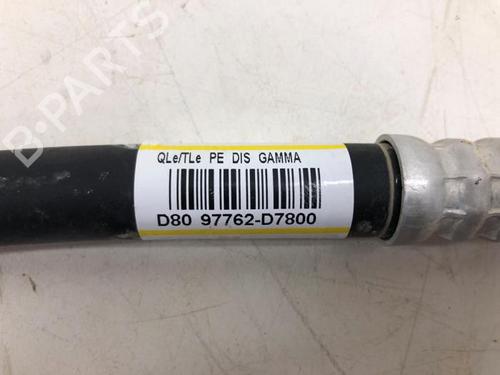 B-PARTS
QLe/TLe PE DIS GAMMA
D80 97762-D7800